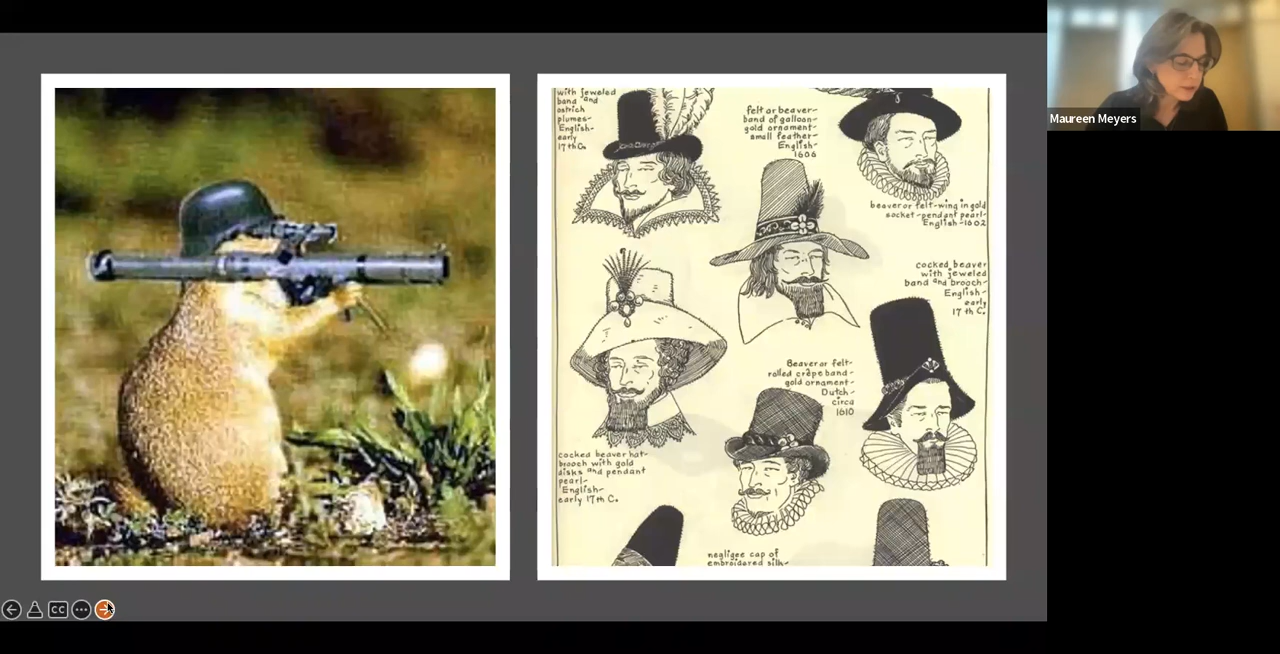 with jeweled
band and
ostrich
plumes-
English-
early
17th C.
felt or beaver-
band of galloon-
gold ornament-
small feather-
English-
1606
beaver or felt-wing in gold
socket-pendant pearl-
English-1602
cocked beaver
with jeweled
band and brooch-
English-
early
17th C.
Beaver or felt-
rolled crêpe band-
gold ornament-
Dutch-
circa
1610
cocked beaver hat-
brooch with gold
disks and pendant
pearl-
English-
early 17th C.
negligee cap of
embroidered silk-
Maureen Meyers
CC